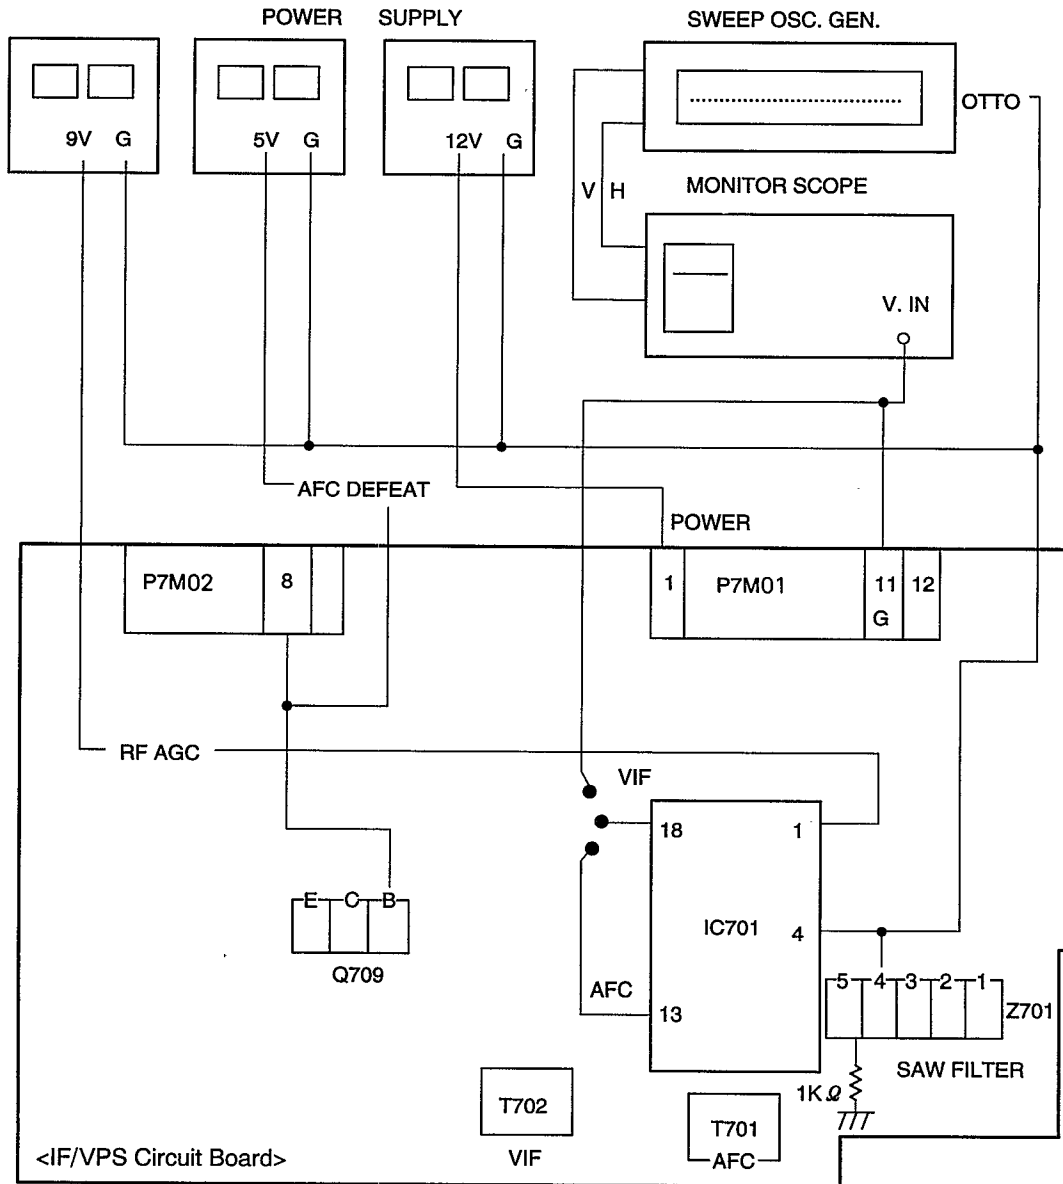 POWER SUPPLY
SWEEP OSC. GEN.
9V G
5V G
12V G
OTTO
V H
MONITOR SCOPE
V. IN
AFC DEFEAT
POWER
P7M02 8
1 P7M01 11 12
G
RF AGC
VIF
18 1
IC701 4
E C B
Q709
AFC
13
5 4 3 2 1
Z701
SAW FILTER
1K Ω
T702
VIF
T701
AFC
<IF/VPS Circuit Board>